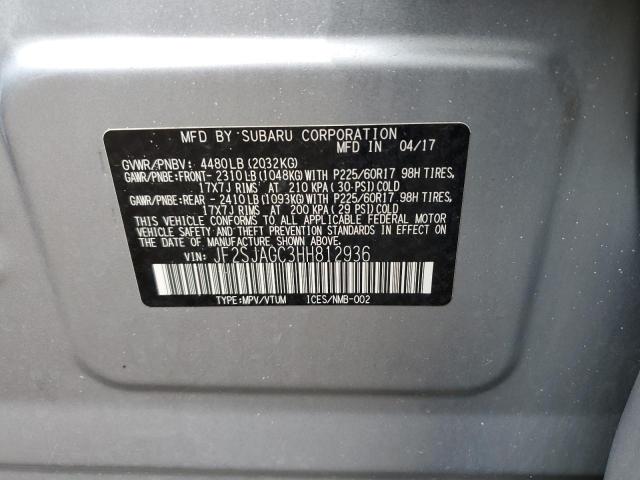 MFD BY SUBARU CORPORATION
MFD IN 04/17
GVWR/PNBV: 4480LB (2032KG)
GAWR/PNBE:FRONT- 2310LB (1048KG) WITH P225/60R17 98H TIRES,
17X7J RIMS AT 210 KPA (30 PSI) COLD
GAWR/PNBE:REAR - 2410LB (1093KG) WITH P225/60R17 98H TIRES,
17X7J RIMS AT 200 KPA (29 PSI) COLD
THIS VEHICLE CONFORMS TO ALL APPLICABLE FEDERAL MOTOR
VEHICLE SAFETY AND THEFT PREVENTION STANDARDS IN EFFECT ON
THE DATE OF MANUFACTURE SHOWN ABOVE.
VIN: JF2SJAGC3HH812936
TYPE:MPV/VTUM ICES/NMB-002